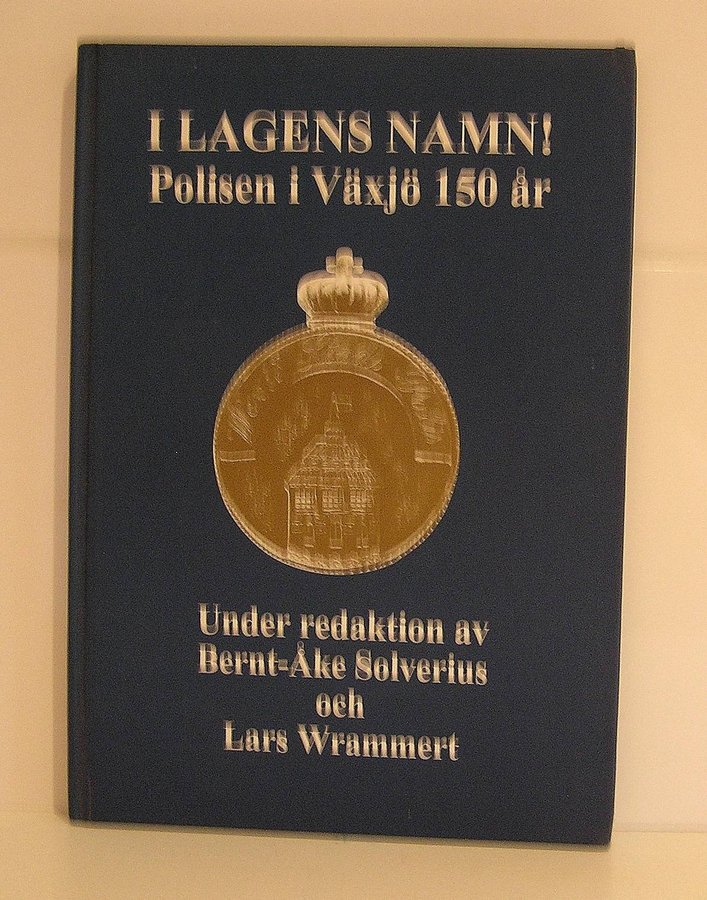 I LAGENS NAMN!
Polisen i Växjö 150 år
Under redaktion av
Bernt-Åke Solverius
och
Lars Wrammert